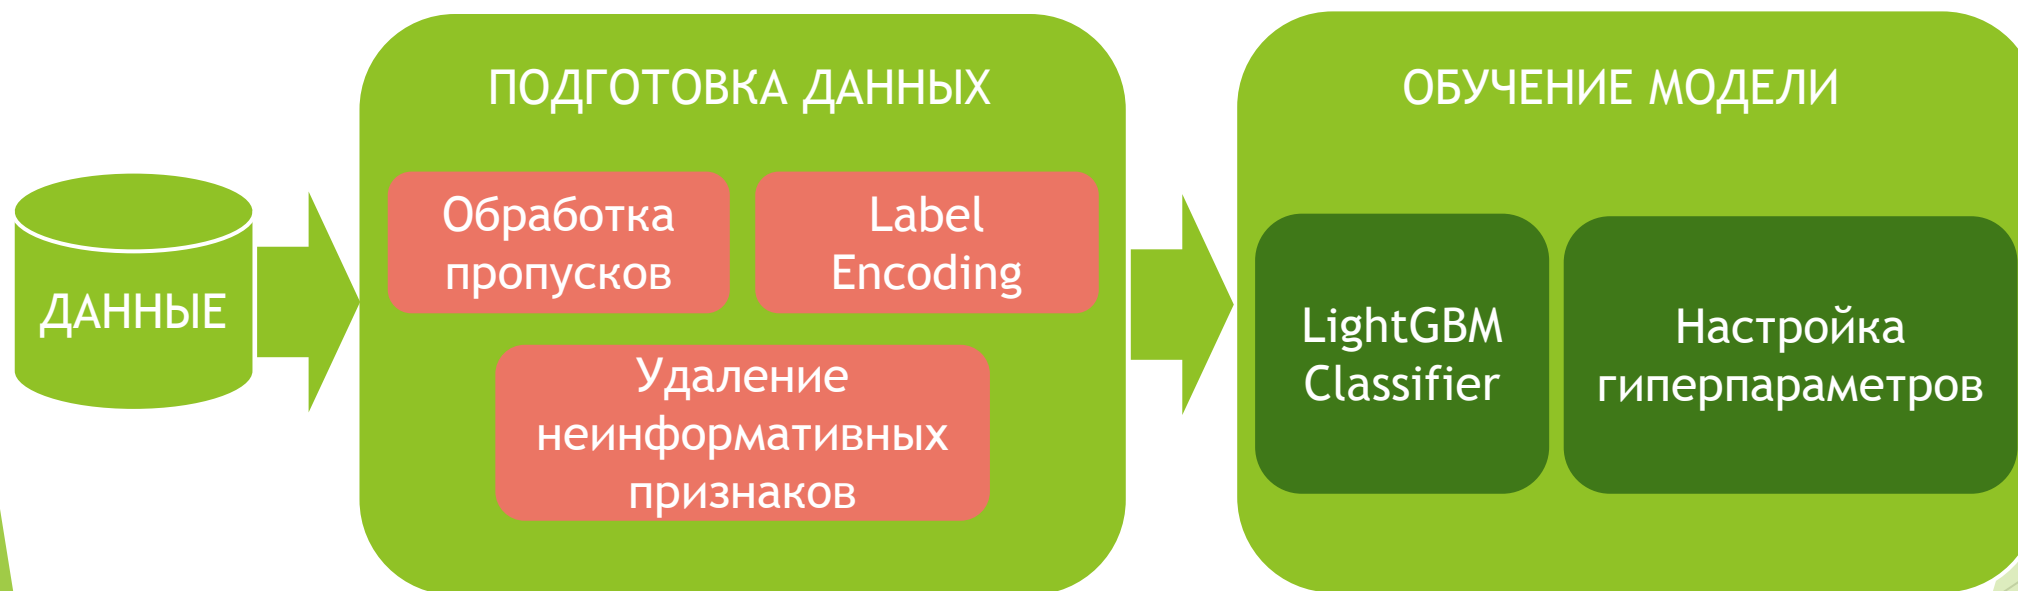 ДАННЫЕ
ПОДГОТОВКА ДАННЫХ
Обработка
пропусков
Label
Encoding
Удаление
неинформативных
признаков
ОБУЧЕНИЕ МОДЕЛИ
LightGBM
Classifier
Настройка
гиперпараметров